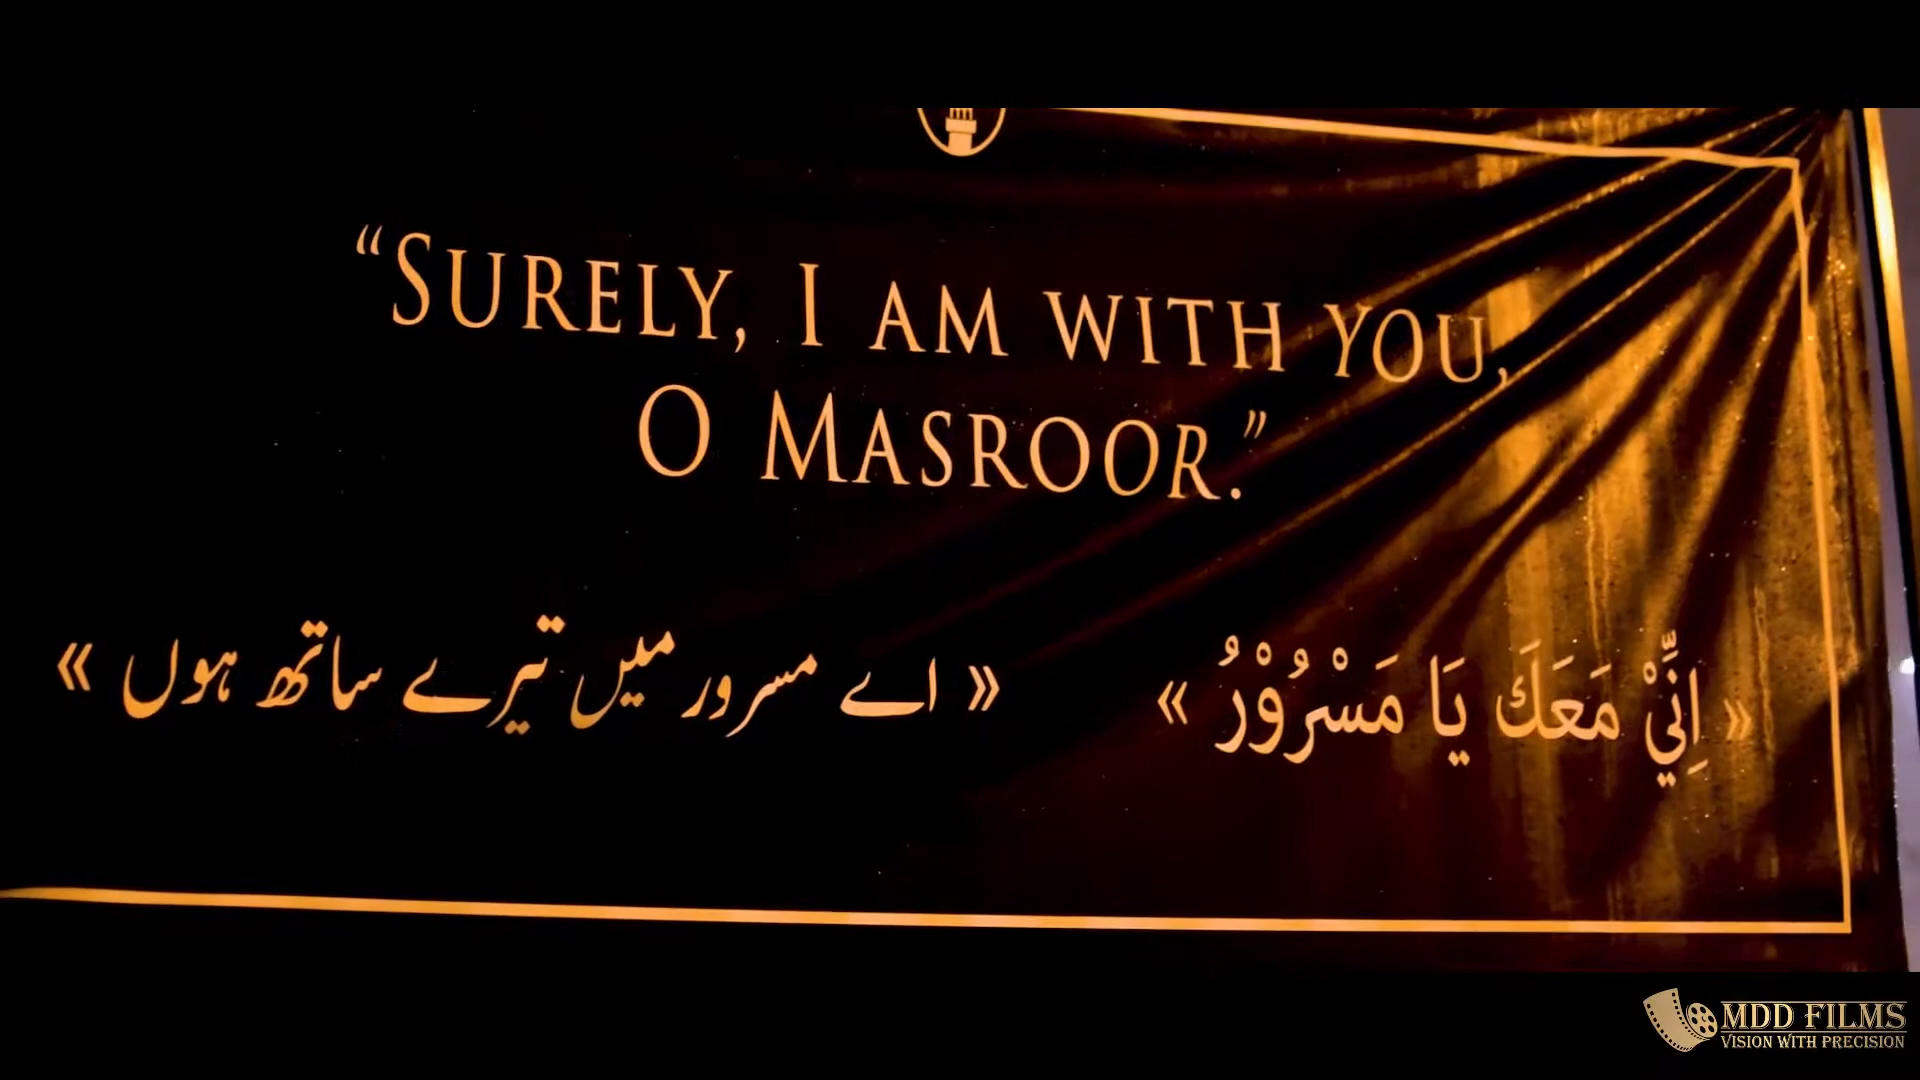 “SURELY, I AM WITH YOU,
O MASROOR.”
« اِنِّيْ مَعَكَ يَا مَسْرُوْرُ »
« اے مسرور میں تیرے ساتھ ہوں »
MDD FILMS
VISION WITH PRECISION